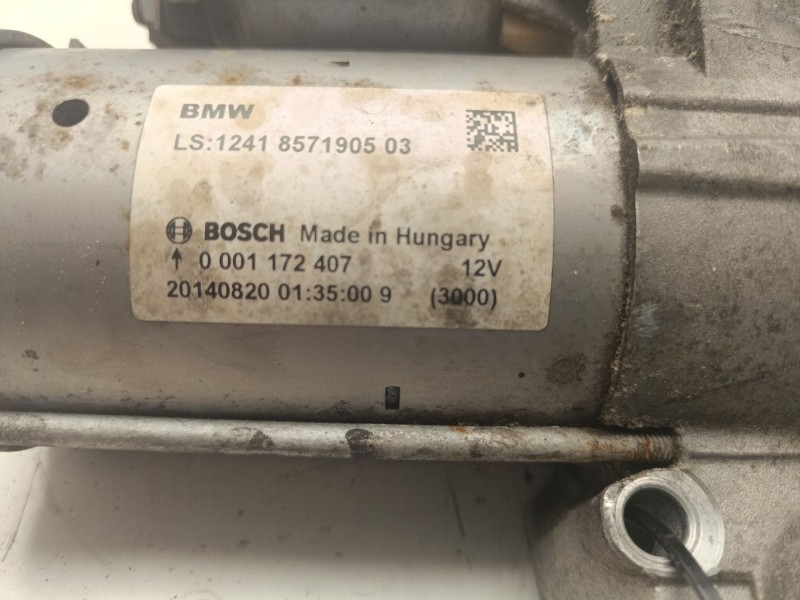 BMW
LS:1241 8571905 03
BOSCH Made in Hungary
0 001 172 407 12V
20140820 01:35:00 9 (3000)